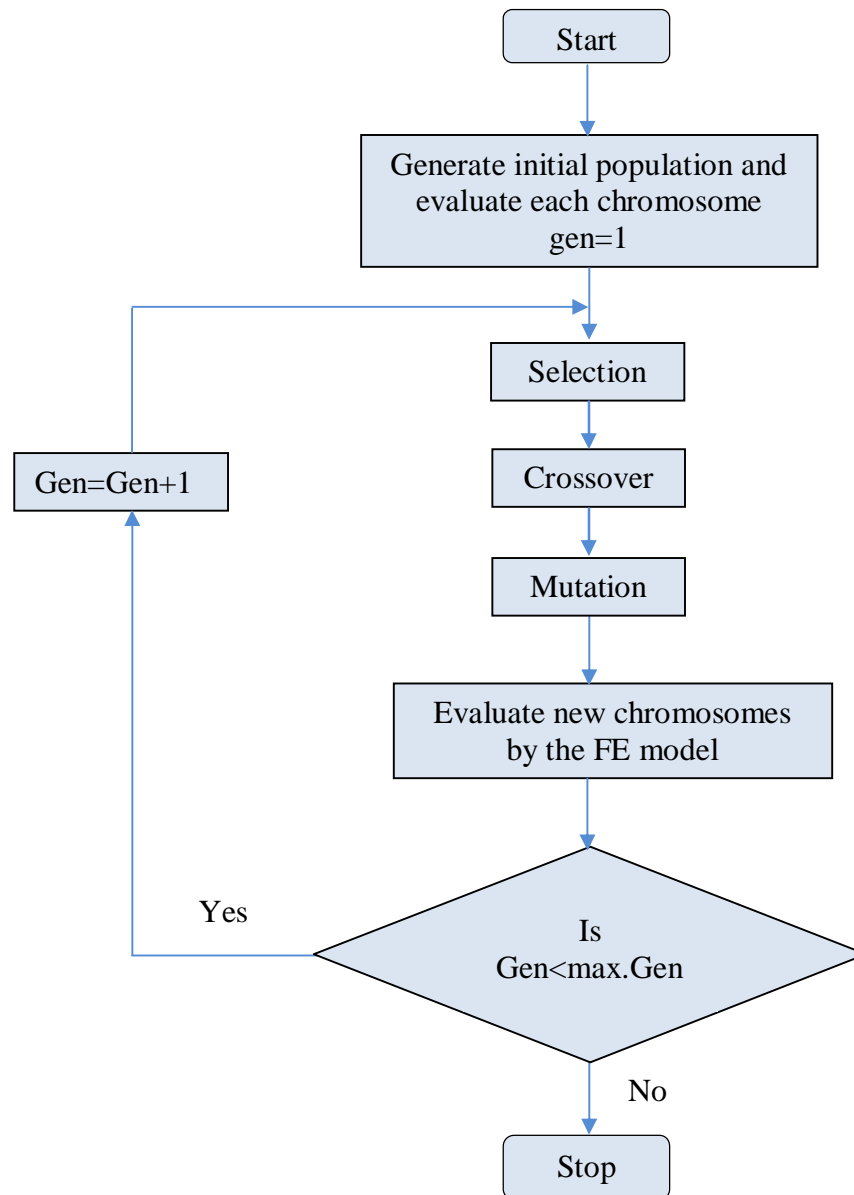 Start
Generate initial population and
evaluate each chromosome
gen=1
Selection
Gen=Gen+1
Crossover
Mutation
Evaluate new chromosomes
by the FE model
Yes
Is
Gen<max.Gen
No
Stop